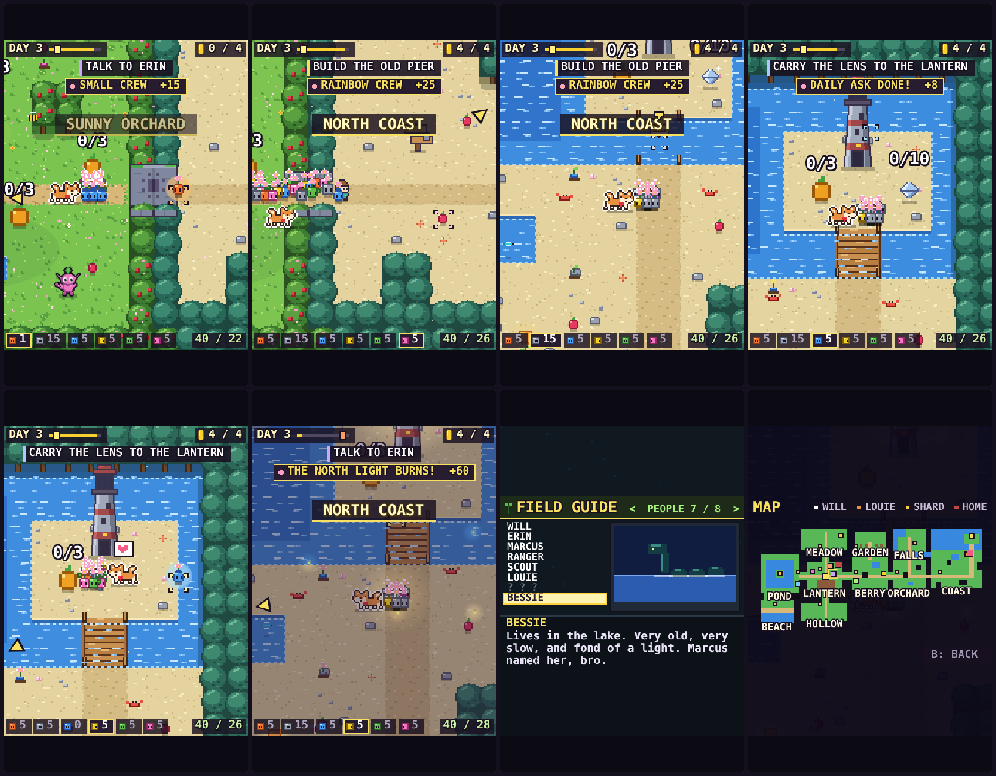 DAY 3
0 / 4
3
TALK TO ERIN
SMALL CREW +15
SUNNY ORCHARD
0/3
0/3
1 15 5 5 5 5
40 / 22
DAY 3
4 / 4
BUILD THE OLD PIER
RAINBOW CREW +25
NORTH COAST
3
5 15 5 5 5 5
40 / 26
DAY 3
0/3
4 / 4
BUILD THE OLD PIER
RAINBOW CREW +25
NORTH COAST
5 15 5 5 5 5
40 / 26
DAY 3
4 / 4
CARRY THE LENS TO THE LANTERN
DAILY ASK DONE! +8
0/3
0/10
5 15 5 5 5 5
40 / 26
DAY 3
4 / 4
CARRY THE LENS TO THE LANTERN
0/3
5 15 0 5 5 5
40 / 26
DAY 3
4 / 4
TALK TO ERIN
THE NORTH LIGHT BURNS! +60
NORTH COAST
5 15 5 5 5 5
40 / 28
FIELD GUIDE < PEOPLE 7 / 8 >
WILL
ERIN
MARCUS
RANGER
SCOUT
LOUIE
? ? ?
BESSIE
BESSIE
Lives in the lake. Very old, very
slow, and fond of a light. Marcus
named her, bro.
MAP
WILL LOUIE SHARD HOME
MEADOW GARDEN FALLS
POND LANTERN BERRY ORCHARD COAST
BEACH HOLLOW
B: BACK